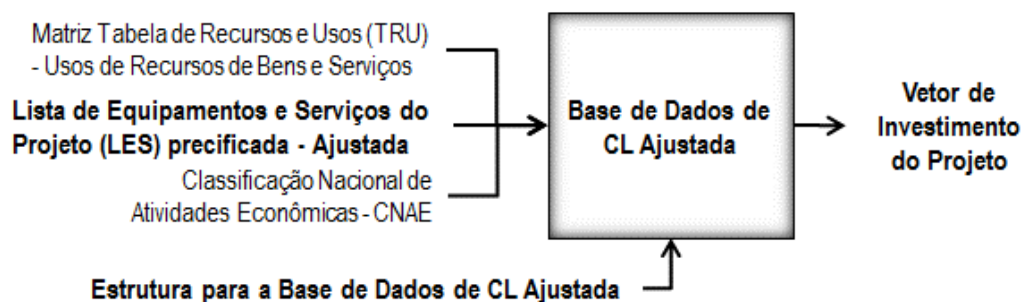 Matriz Tabela de Recursos e Usos (TRU)
- Usos de Recursos de Bens e Serviços
Lista de Equipamentos e Serviços do
Projeto (LES) precificada - Ajustada
Classificação Nacional de
Atividades Econômicas - CNAE
Base de Dados de
CL Ajustada
Vetor de
Investimento
do Projeto
Estrutura para a Base de Dados de CL Ajustada